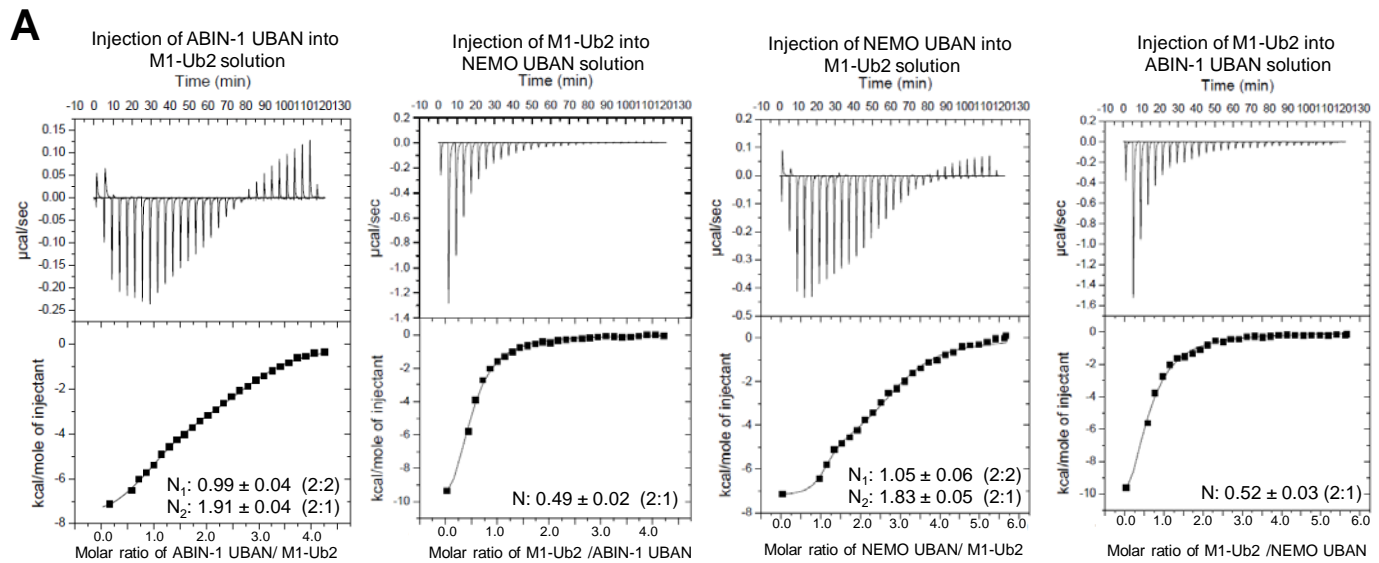 A
Injection of ABIN-1 UBAN into
M1-Ub2 solution
Time (min)
-10 0 10 20 30 40 50 60 70 80 90 100110 120130
0.15
0.10
0.05
0.00
-0.05
-0.10
-0.15
-0.20
-0.25
µcal/sec
0
-2
-4
-6
-8
kcal/mole of injectant
N1: 0.99 ± 0.04 (2:2)
N2: 1.91 ± 0.04 (2:1)
0.0 1.0 2.0 3.0 4.0
Molar ratio of ABIN-1 UBAN/ M1-Ub2
Injection of M1-Ub2 into
NEMO UBAN solution
Time (min)
-10 0 10 20 30 40 50 60 70 80 90 100 110 120 130
0.2
0.0
-0.2
-0.4
-0.6
-0.8
-1.0
-1.2
-1.4
µcal/sec
0
-2
-4
-6
-8
-10
kcal/mole of injectant
N: 0.49 ± 0.02 (2:1)
0.0 1.0 2.0 3.0 4.0
Molar ratio of M1-Ub2 /ABIN-1 UBAN
Injection of NEMO UBAN into
M1-Ub2 solution
Time (min)
-10 0 10 20 30 40 50 60 70 80 90 100110 120130
0.2
0.1
0.0
-0.1
-0.2
-0.3
-0.4
-0.5
µcal/sec
0
-2
-4
-6
-8
kcal/mole of injectant
N1: 1.05 ± 0.06 (2:2)
N2: 1.83 ± 0.05 (2:1)
0.0 1.0 2.0 3.0 4.0 5.0 6.0
Molar ratio of NEMO UBAN/ M1-Ub2
Injection of M1-Ub2 into
ABIN-1 UBAN solution
Time (min)
-10 0 10 20 30 40 50 60 70 80 90 100 110 120130
0.2
0.0
-0.2
-0.4
-0.6
-0.8
-1.0
-1.2
-1.4
-1.6
µcal/sec
0
-2
-4
-6
-8
-10
kcal/mole of injectant
N: 0.52 ± 0.03 (2:1)
0.0 1.0 2.0 3.0 4.0 5.0 6.0
Molar ratio of M1-Ub2 /NEMO UBAN